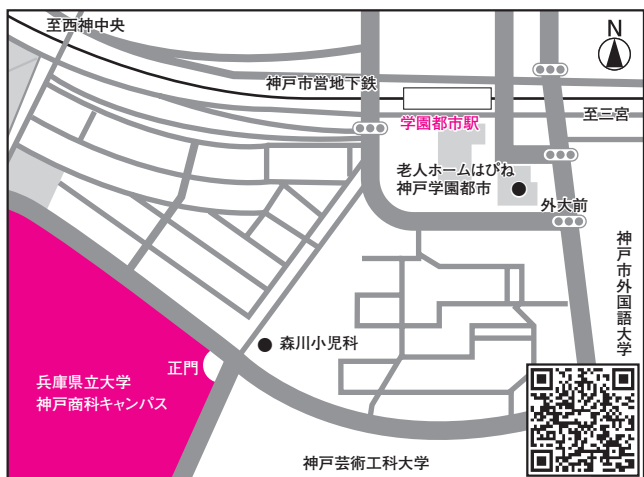 至西神中央
N
神戸市営地下鉄
至三宮
学園都市駅
老人ホームはぴね
神戸学園都市
外大前
神戸市外国語大学
森川小児科
正門
兵庫県立大学
神戸商科キャンパス
神戸芸術工科大学